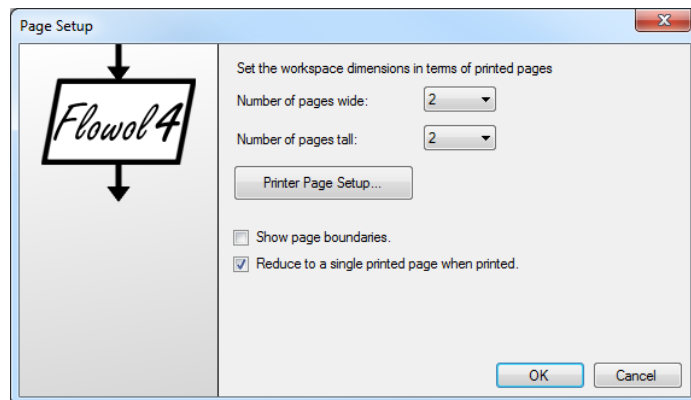 Page Setup
Flowol 4
Set the workspace dimensions in terms of printed pages
Number of pages wide: 2
Number of pages tall: 2
Printer Page Setup...
Show page boundaries.
Reduce to a single printed page when printed.
OK Cancel